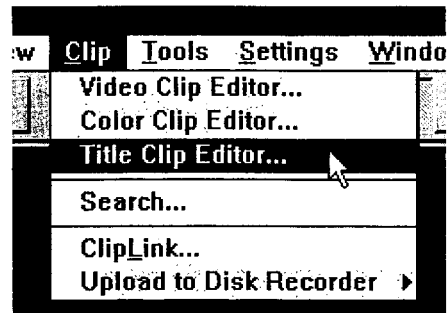 ew Clip Tools Settings Windo
Video Clip Editor...
Color Clip Editor...
Title Clip Editor...
Search...
ClipLink...
Upload to Disk Recorder